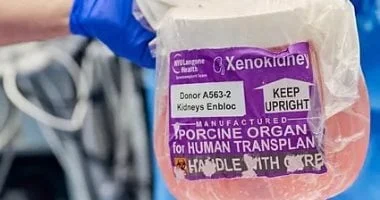 NYU Langone
Health
Xenokidney
Donor A563-2
Kidneys Enbloc
KEEP
UPRIGHT
MANUFACTURED
PORCINE ORGAN
for HUMAN TRANSPLAN
HANDLE WITH CARE